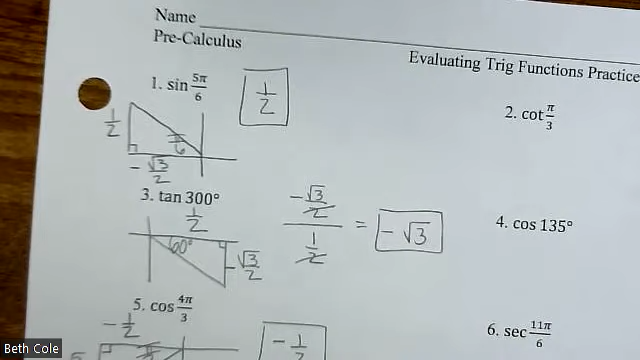 Name
Pre-Calculus
Evaluating Trig Functions Practice
1. sin 5π/6
1/2
2. cot π/3
1/2
π/6
- √3/2
3. tan 300°
1/2
60°
- √3/2
(-√3/2)/(1/2) = -√3
4. cos 135°
5. cos 4π/3
- 1/2
- 1/2
6. sec 11π/6
Beth Cole